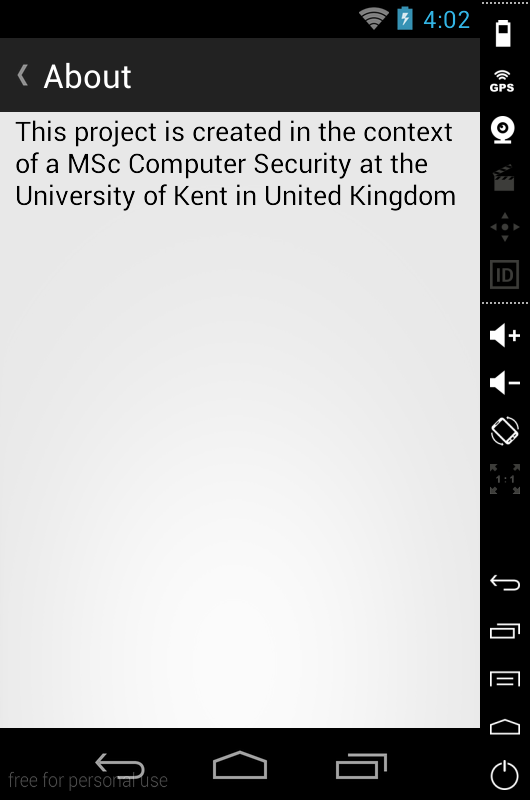 4:02
GPS
About
This project is created in the context
of a MSc Computer Security at the
University of Kent in United Kingdom
ID
1:1
free for personal use